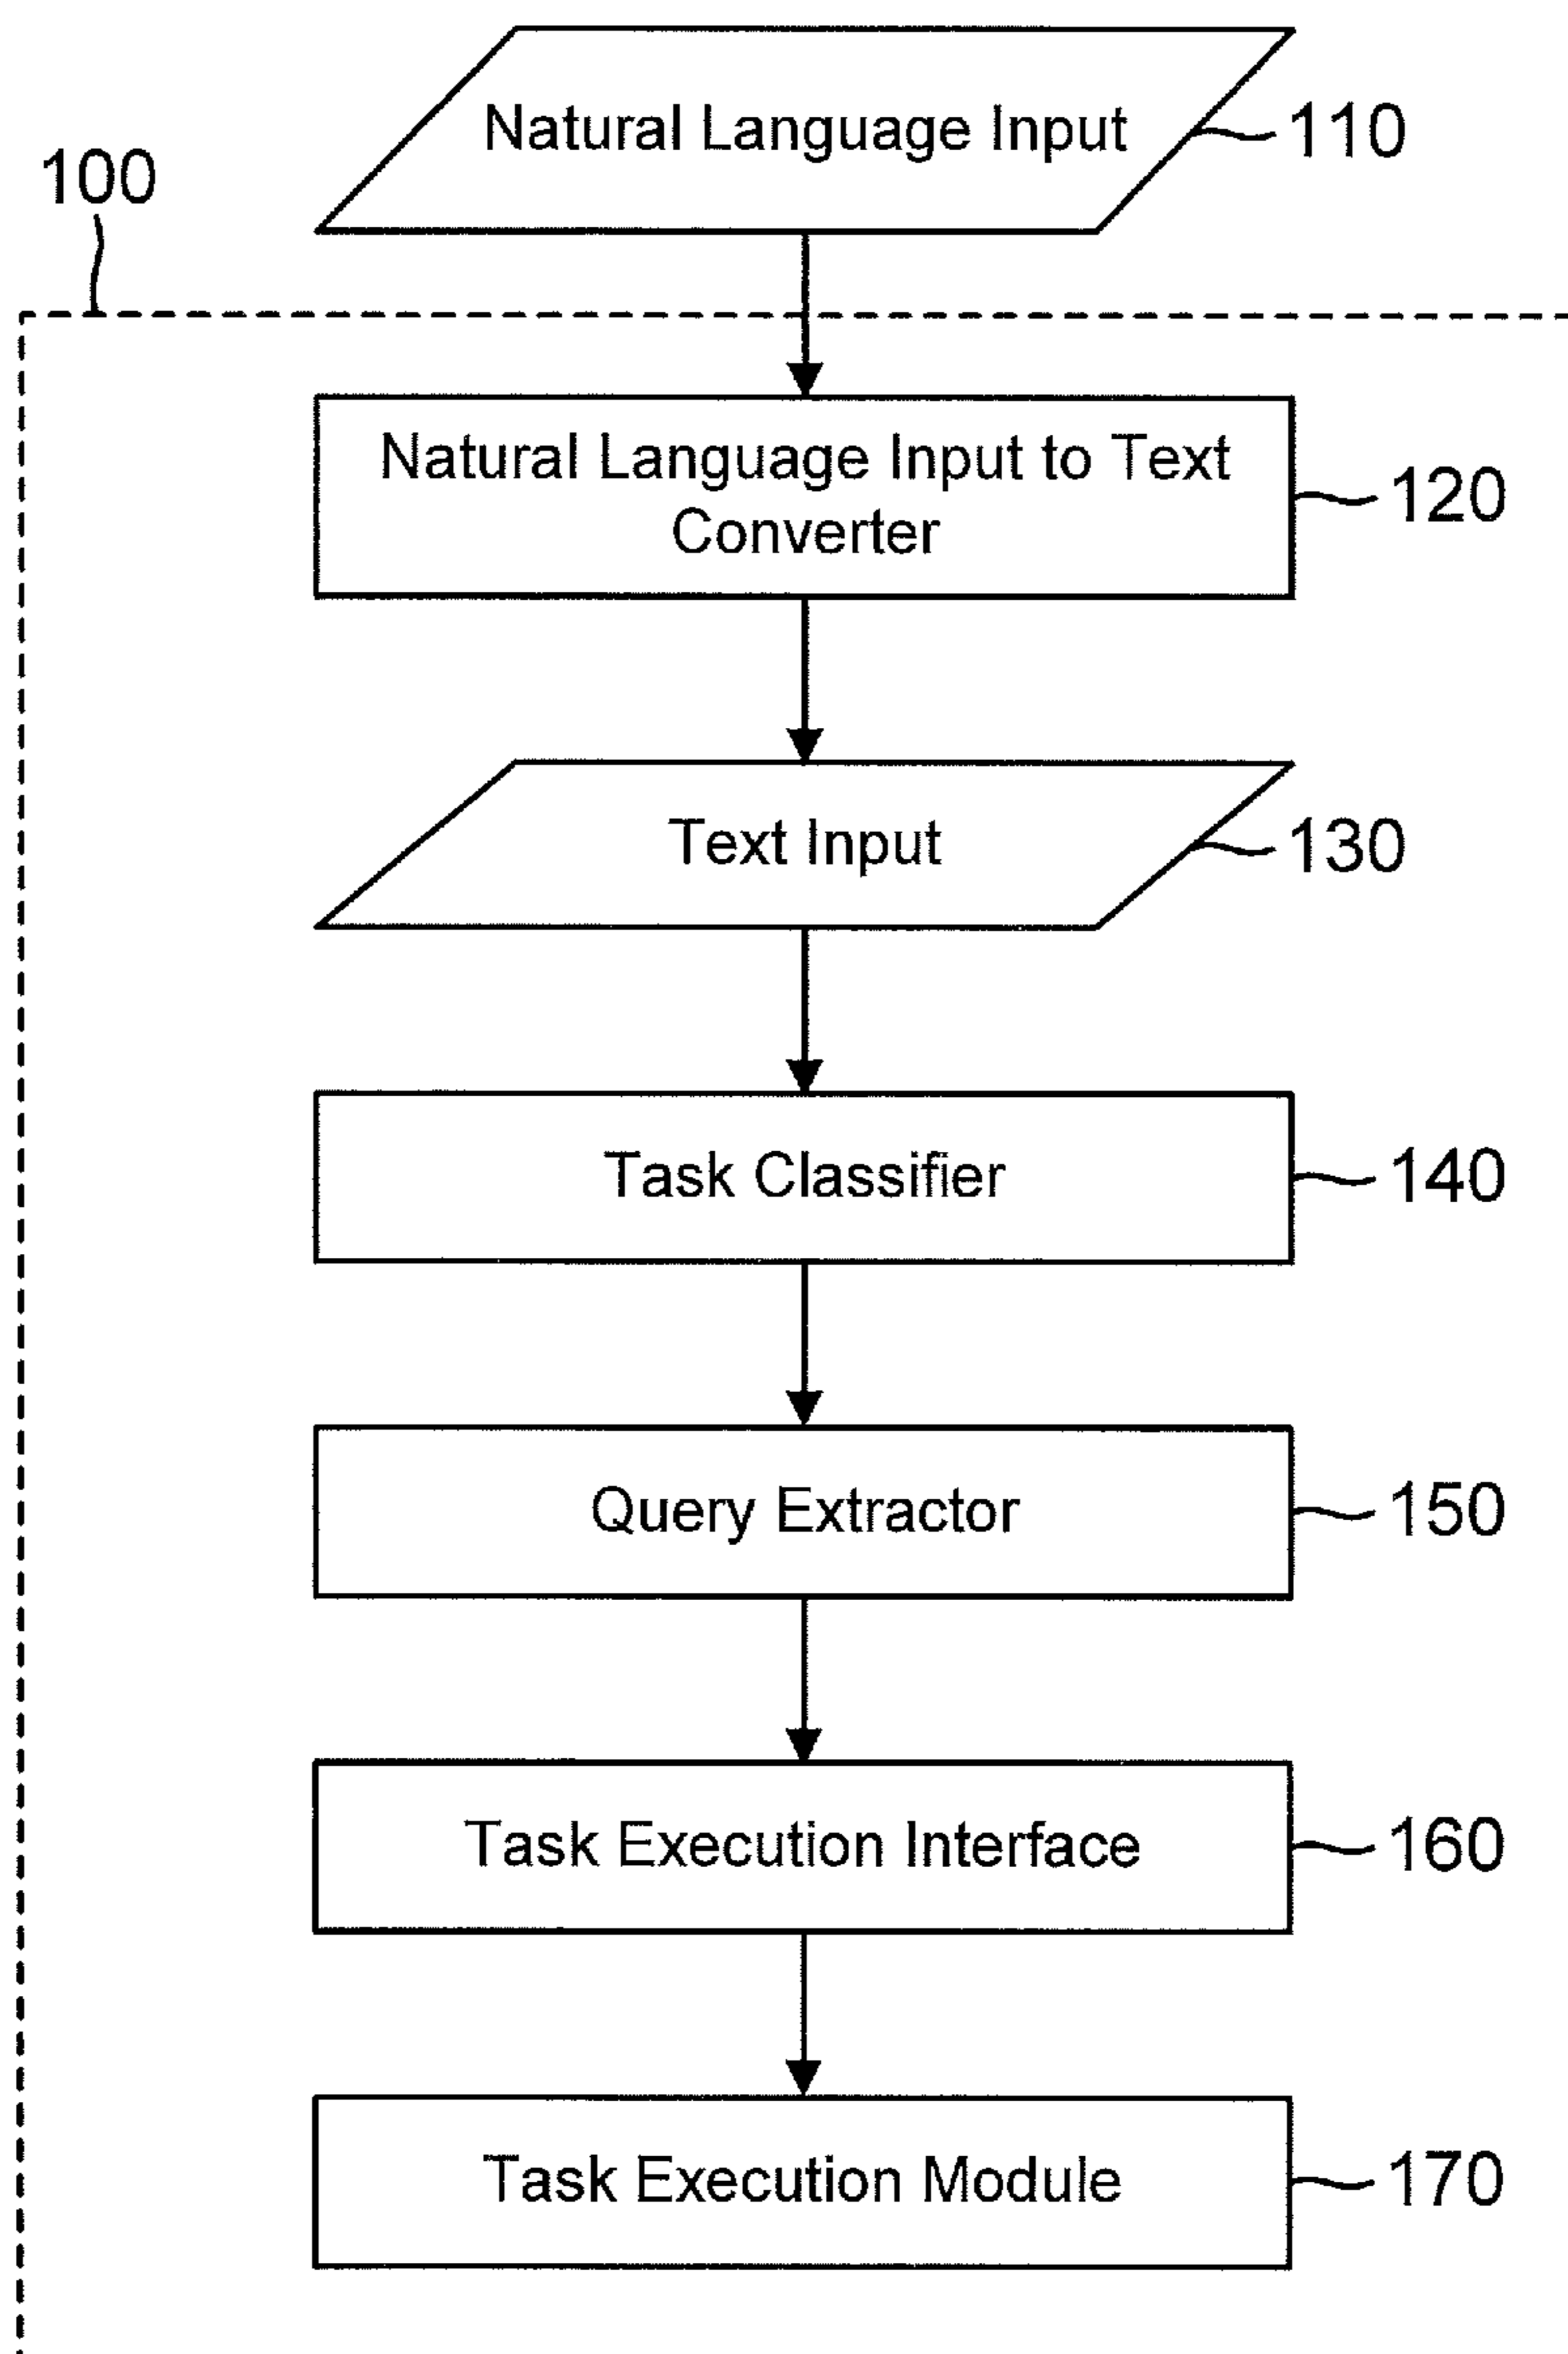 Natural Language Input
110
100
Natural Language Input to Text
Converter
120
Text Input
130
Task Classifier
140
Query Extractor
150
Task Execution Interface
160
Task Execution Module
170